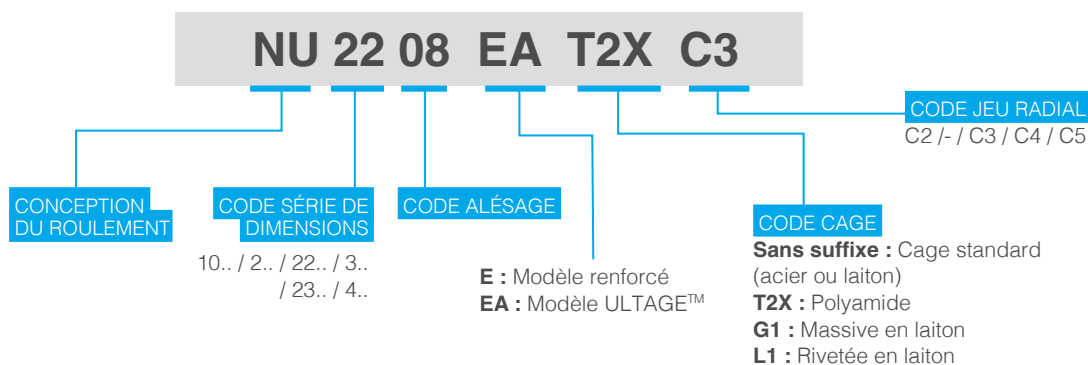 NU 22 08 EA T2X C3
CODE JEU RADIAL
C2 /- / C3 / C4 / C5
CONCEPTION
DU ROULEMENT
CODE SÉRIE DE
DIMENSIONS
10.. / 2.. / 22.. / 3..
/ 23.. / 4..
CODE ALÉSAGE
E : Modèle renforcé
EA : Modèle ULTAGE™
CODE CAGE
Sans suffixe : Cage standard
(acier ou laiton)
T2X : Polyamide
G1 : Massive en laiton
L1 : Rivetée en laiton